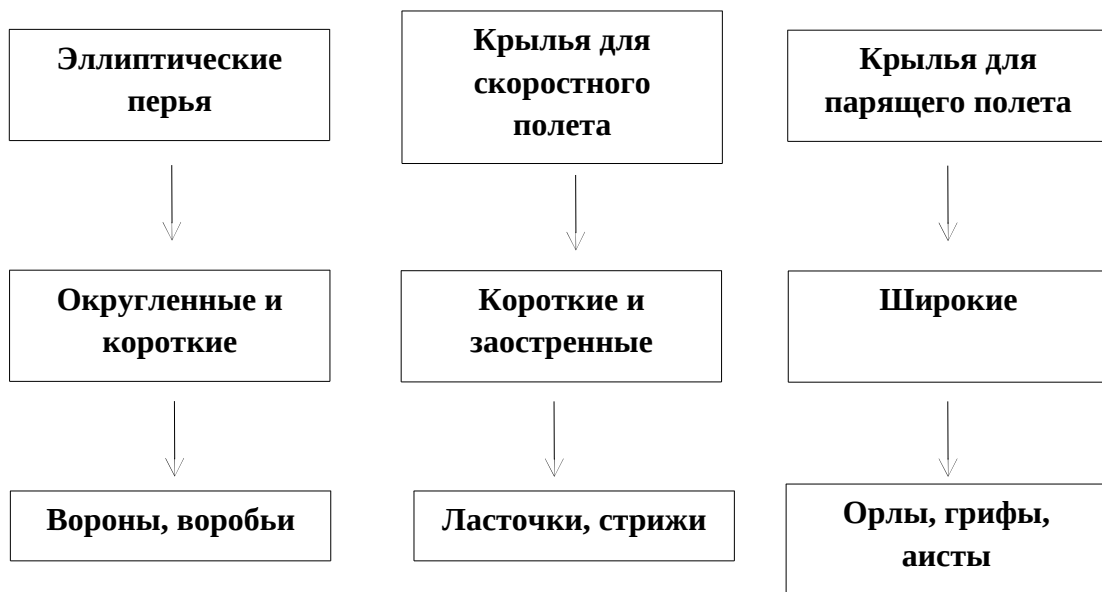 Эллиптические
перья
Крылья для
скоростного
полета
Крылья для
парящего полета
Округленные и
короткие
Короткие и
заостренные
Широкие
Вороны, воробьи
Ласточки, стрижи
Орлы, грифы,
аисты